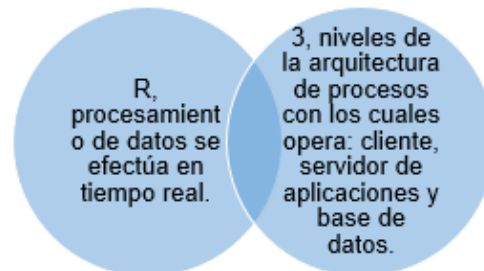 R,
procesamient
o de datos se
efectúa en
tiempo real.
3, niveles de
la arquitectura
de procesos
con los cuales
opera: cliente,
servidor de
aplicaciones y
base de
datos.